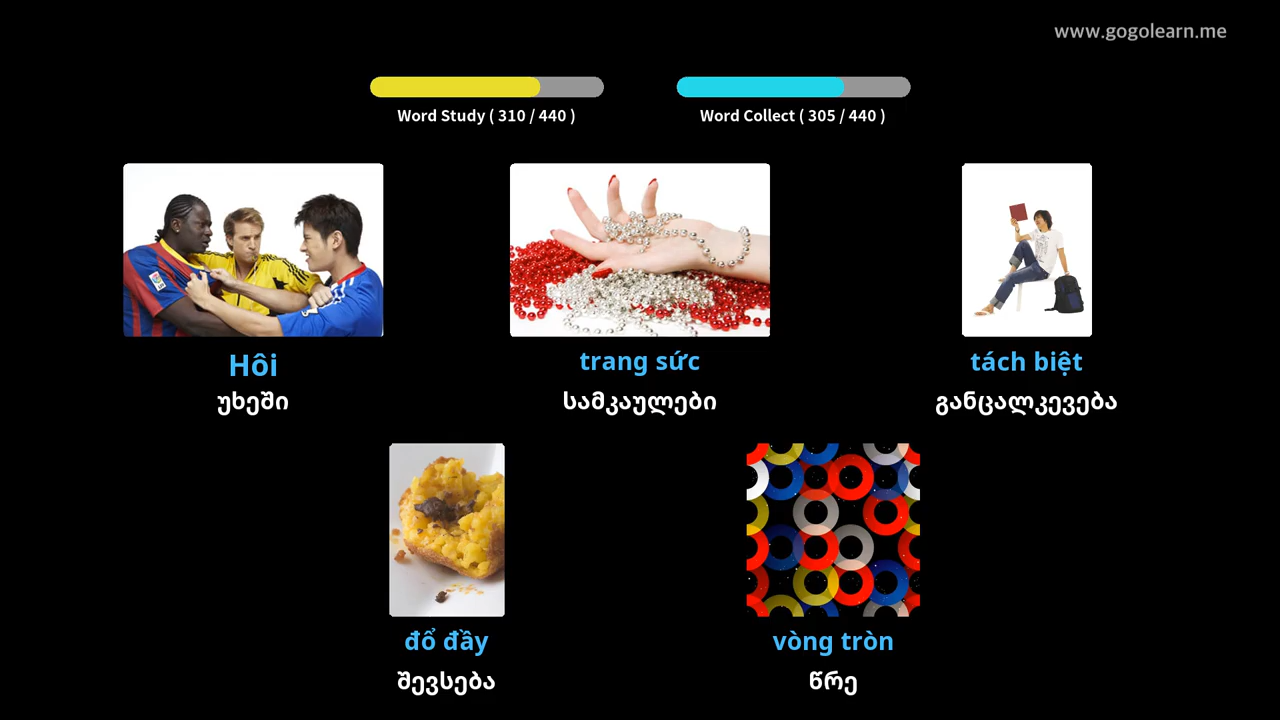 www.gogolearn.me
Word Study ( 310 / 440 )
Word Collect ( 305 / 440 )
Hôi
უხეში
trang sức
სამკაულები
tách biệt
განცალკევება
đổ đầy
შევსება
vòng tròn
წრე